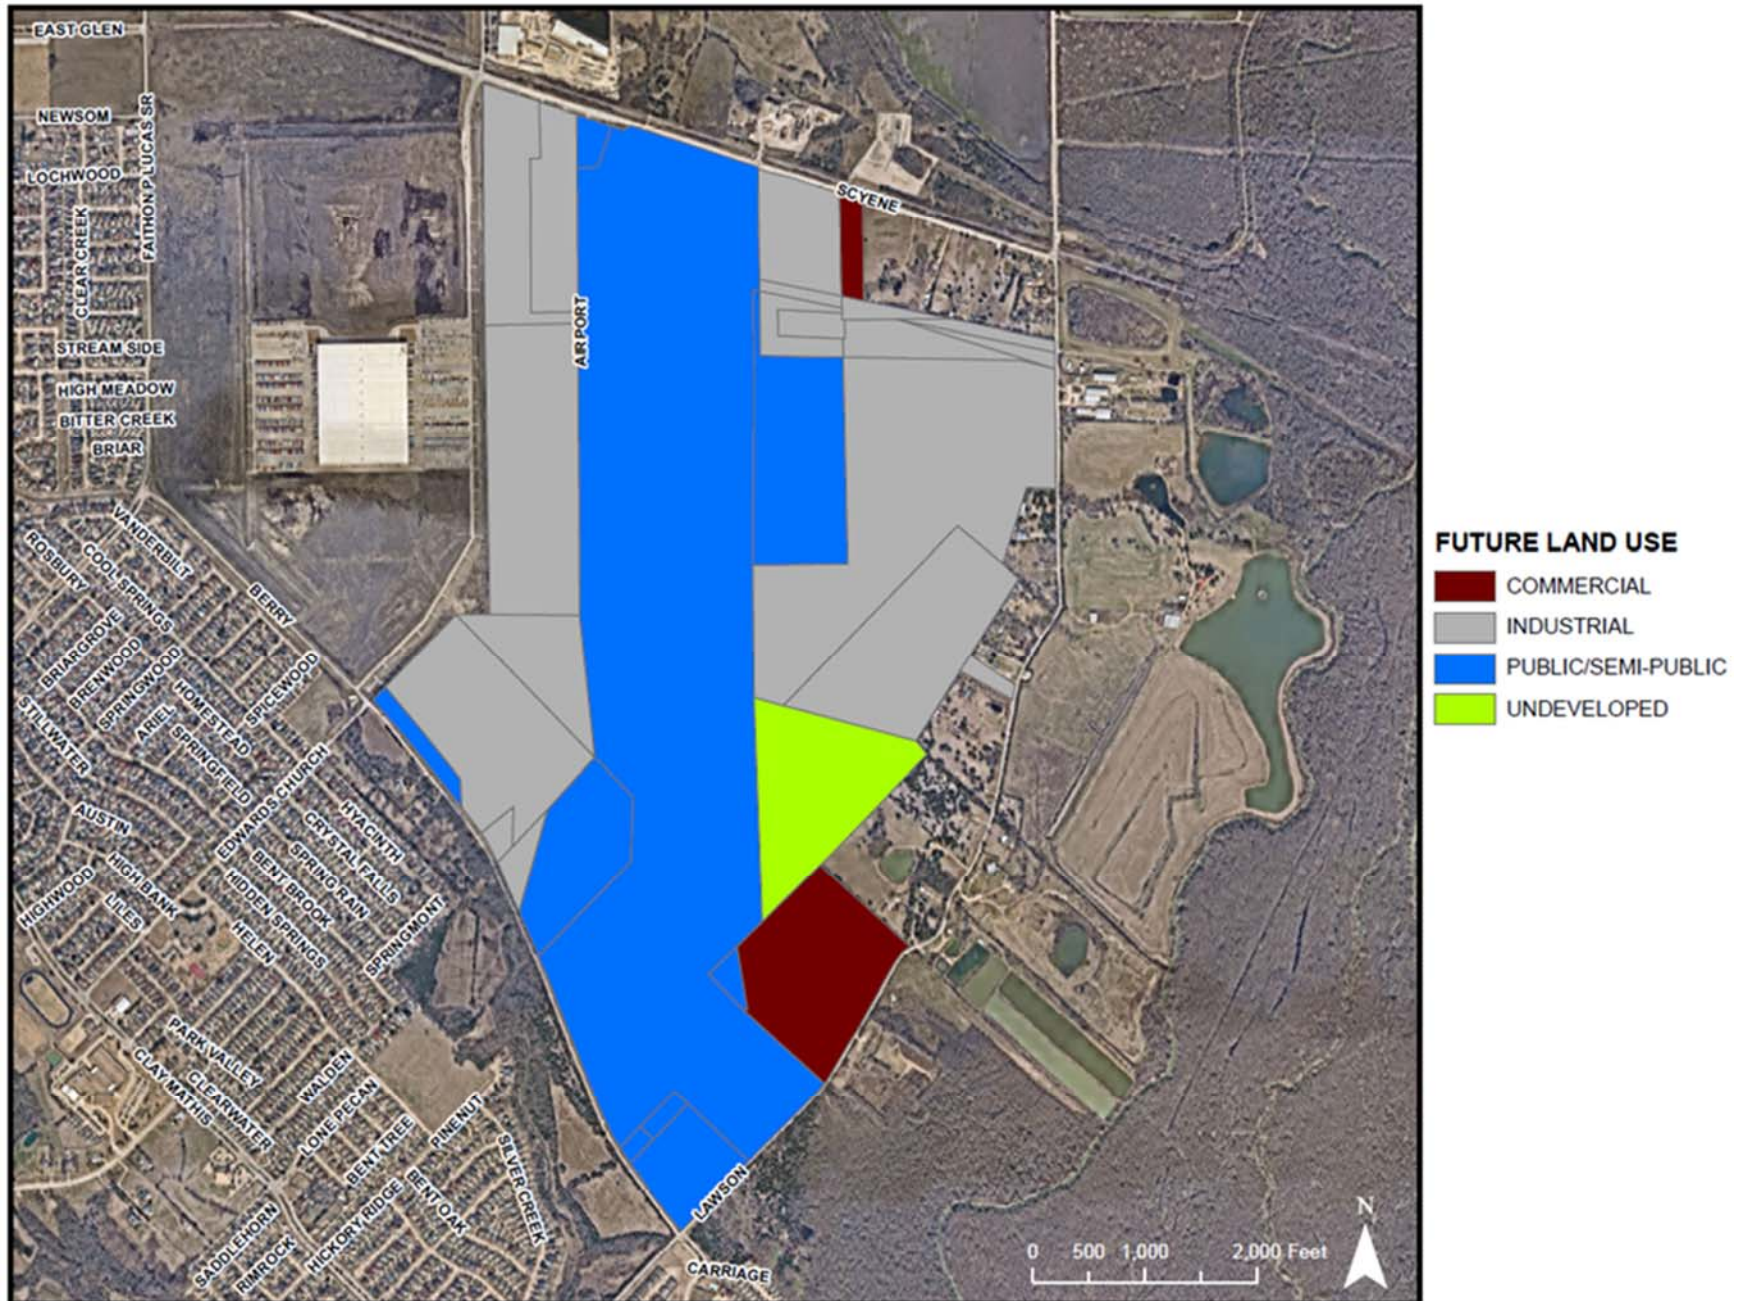 EAST GLEN
NEWSOM
FAITHON P LUCAS SR
LOCHWOOD
CLEAR CREEK
SCYENE
AIRPORT
STREAM SIDE
HIGH MEADOW
BITTER CREEK
BRIAR
VANDERBILT
ROSBURY
COOL SPRINGS
BERRY
BRIARGROVE
BRENWOOD
SPRINGWOOD
SPICEWOOD
HOMESTEAD
ARIEL
STILLWATER
SPRINGFIELD
EDWARDS CHURCH
HYACINTH
AUSTIN
CRYSTAL FALLS
SPRING RAIN
BENT BROOK
HIGH BANK
HIDDEN SPRINGS
HIGHWOOD
LILES
HELEN
SPRINGMONT
PARK VALLEY
CLAY MATHIS
CLEARWATER
WALDEN
LONE PECAN
PINENUT
BENT TREE
SILVER CREEK
BENT OAK
LAWSON
HICKORY RIDGE
SADDLEHORN
RIMROCK
CARRIAGE
FUTURE LAND USE
COMMERCIAL
INDUSTRIAL
PUBLIC/SEMI-PUBLIC
UNDEVELOPED
N
0 500 1,000 2,000 Feet